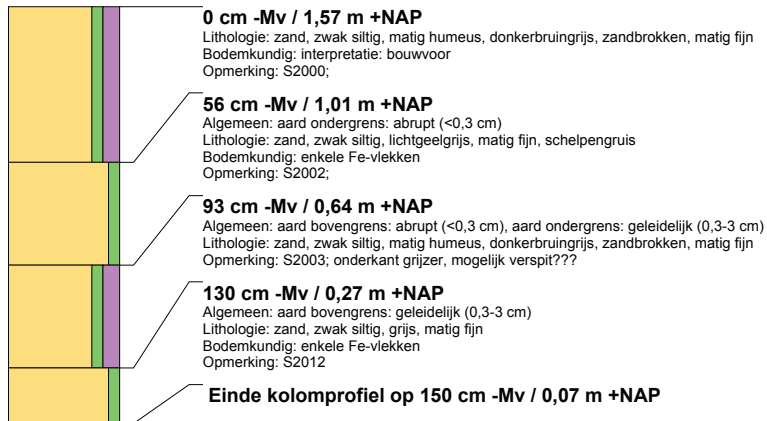 0 cm -Mv / 1,57 m +NAP
Lithologie: zand, zwak siltig, matig humeus, donkerbruingrijs, zandbrokken, matig fijn
Bodemkundig: interpretatie: bouwvoor
Opmerking: S2000;
56 cm -Mv / 1,01 m +NAP
Algemeen: aard ondergrens: abrupt (<0,3 cm)
Lithologie: zand, zwak siltig, lichtgeelgrijs, matig fijn, schelpengruis
Bodemkundig: enkele Fe-vlekken
Opmerking: S2002;
93 cm -Mv / 0,64 m +NAP
Algemeen: aard bovengrens: abrupt (<0,3 cm), aard ondergrens: geleidelijk (0,3-3 cm)
Lithologie: zand, zwak siltig, matig humeus, donkerbruingrijs, zandbrokken, matig fijn
Opmerking: S2003; onderkant grijzer, mogelijk verspit???
130 cm -Mv / 0,27 m +NAP
Algemeen: aard bovengrens: geleidelijk (0,3-3 cm)
Lithologie: zand, zwak siltig, grijs, matig fijn
Bodemkundig: enkele Fe-vlekken
Opmerking: S2012
Einde kolomprofiel op 150 cm -Mv / 0,07 m +NAP